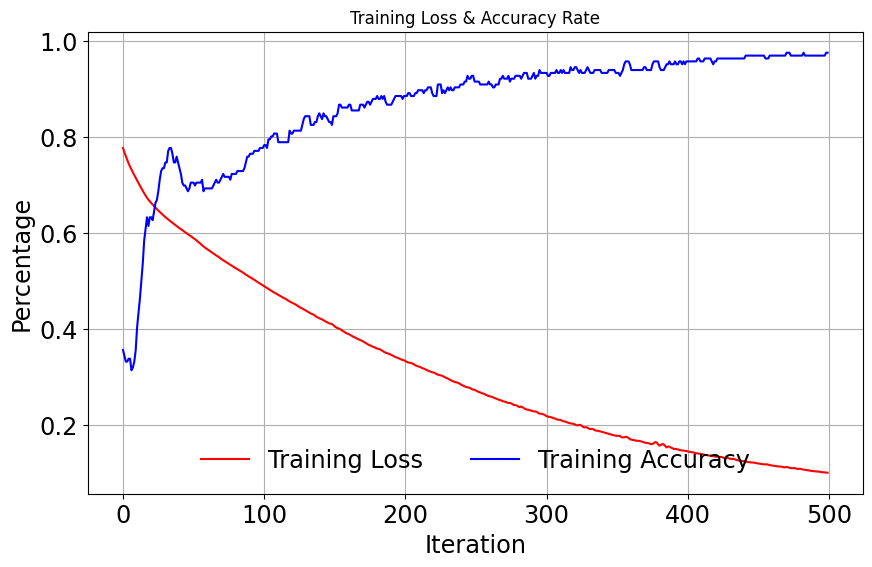 Training Loss & Accuracy Rate
1.0
0.8
0.6
0.4
0.2
Percentage
Training Loss Training Accuracy
0 100 200 300 400 500
Iteration